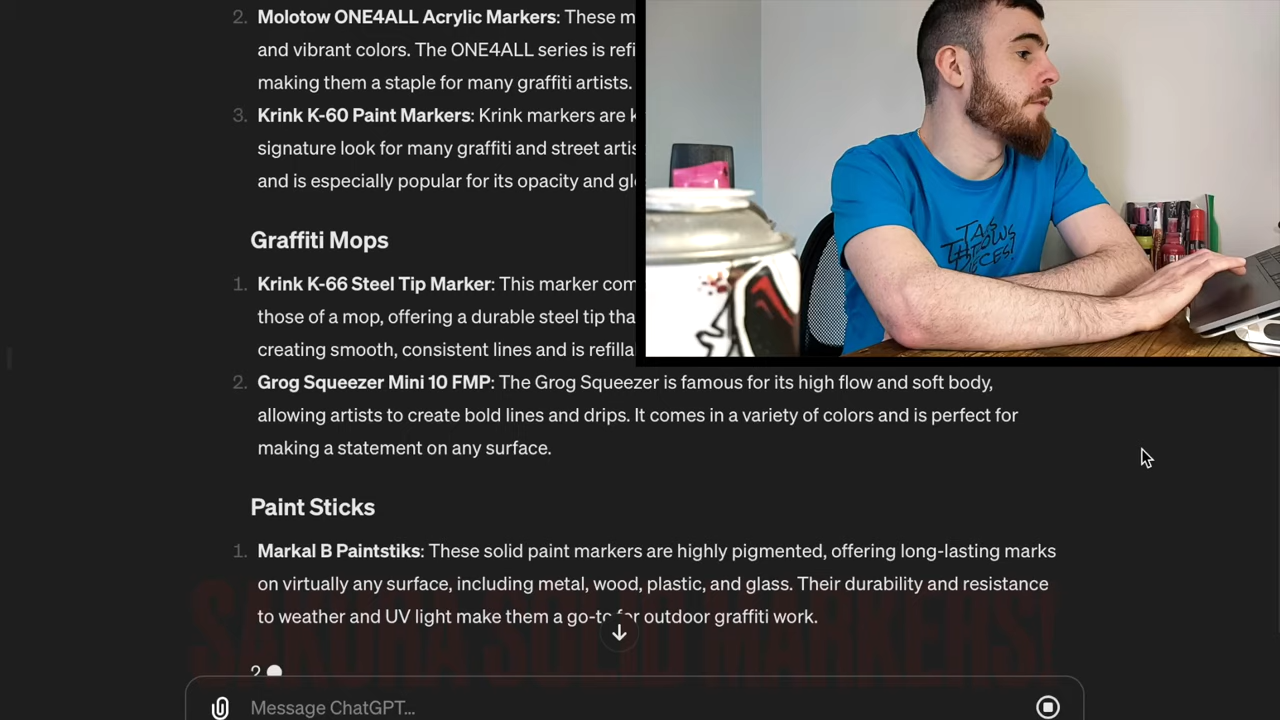 2. Molotow ONE4ALL Acrylic Markers: These m
and vibrant colors. The ONE4ALL series is refi
making them a staple for many graffiti artists.
3. Krink K-60 Paint Markers: Krink markers are k
signature look for many graffiti and street artis
and is especially popular for its opacity and gl
TAGS
THROWS
PIECES!
Graffiti Mops
1. Krink K-66 Steel Tip Marker: This marker com
those of a mop, offering a durable steel tip tha
creating smooth, consistent lines and is refilla
2. Grog Squeezer Mini 10 FMP: The Grog Squeezer is famous for its high flow and soft body,
allowing artists to create bold lines and drips. It comes in a variety of colors and is perfect for
making a statement on any surface.
Paint Sticks
1. Markal B Paintstiks: These solid paint markers are highly pigmented, offering long-lasting marks
on virtually any surface, including metal, wood, plastic, and glass. Their durability and resistance
to weather and UV light make them a go-to for outdoor graffiti work.
SAKURA SOLID MARKERS!
2
Message ChatGPT...